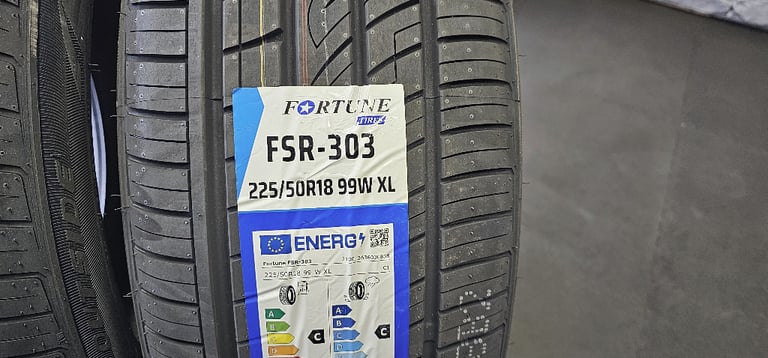 FORTUNE
TIRES
FSR-303
225/50R18 99W XL
ENERG
Fortune FSR-303
225/50R18 99 W XL
C1
A A
B B
C C C C
D D